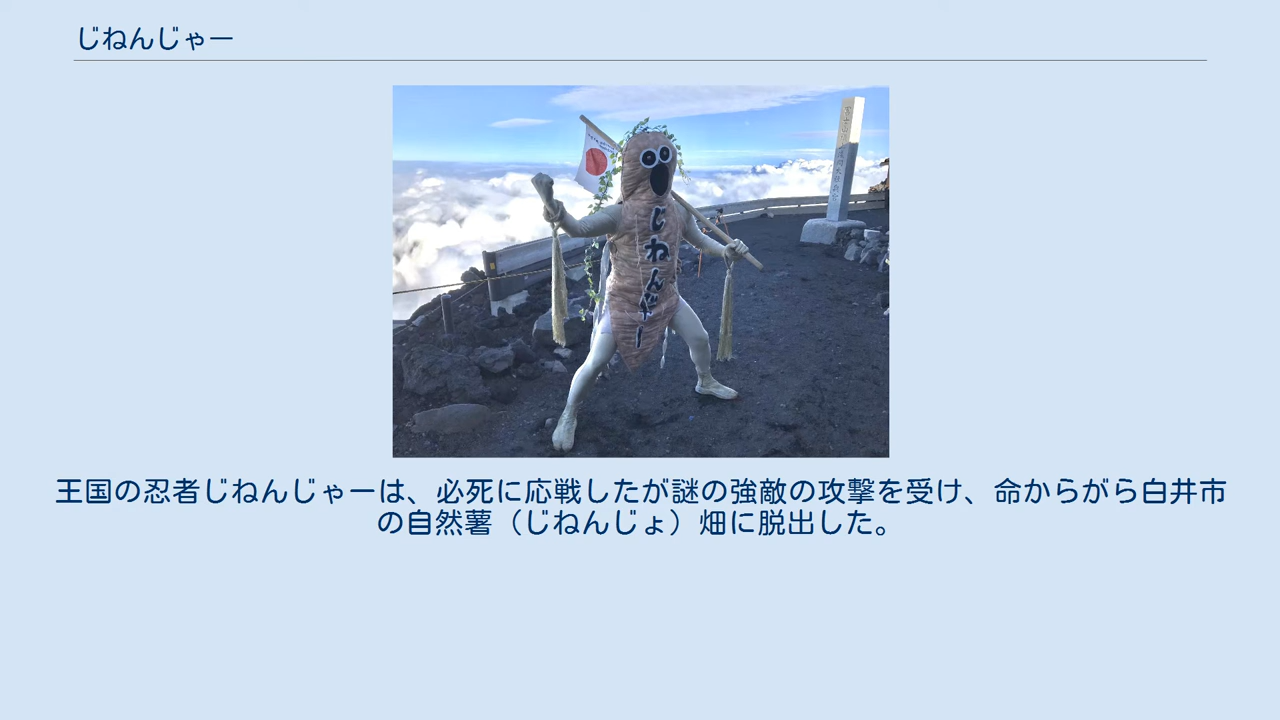 じねんじゃー
じねんじゃー
王国の忍者じねんじゃーは、必死に応戦したが謎の強敵の攻撃を受け、命からがら白井市
の自然薯（じねんじょ）畑に脱出した。